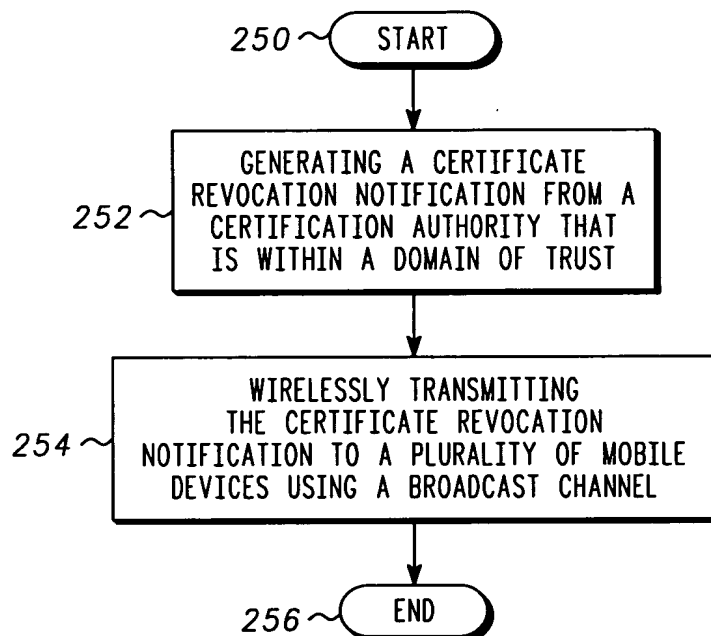 250 START
GENERATING A CERTIFICATE
REVOCATION NOTIFICATION FROM A
252 CERTIFICATION AUTHORITY THAT
IS WITHIN A DOMAIN OF TRUST
WIRELESSLY TRANSMITTING
THE CERTIFICATE REVOCATION
254 NOTIFICATION TO A PLURALITY OF MOBILE
DEVICES USING A BROADCAST CHANNEL
256 END